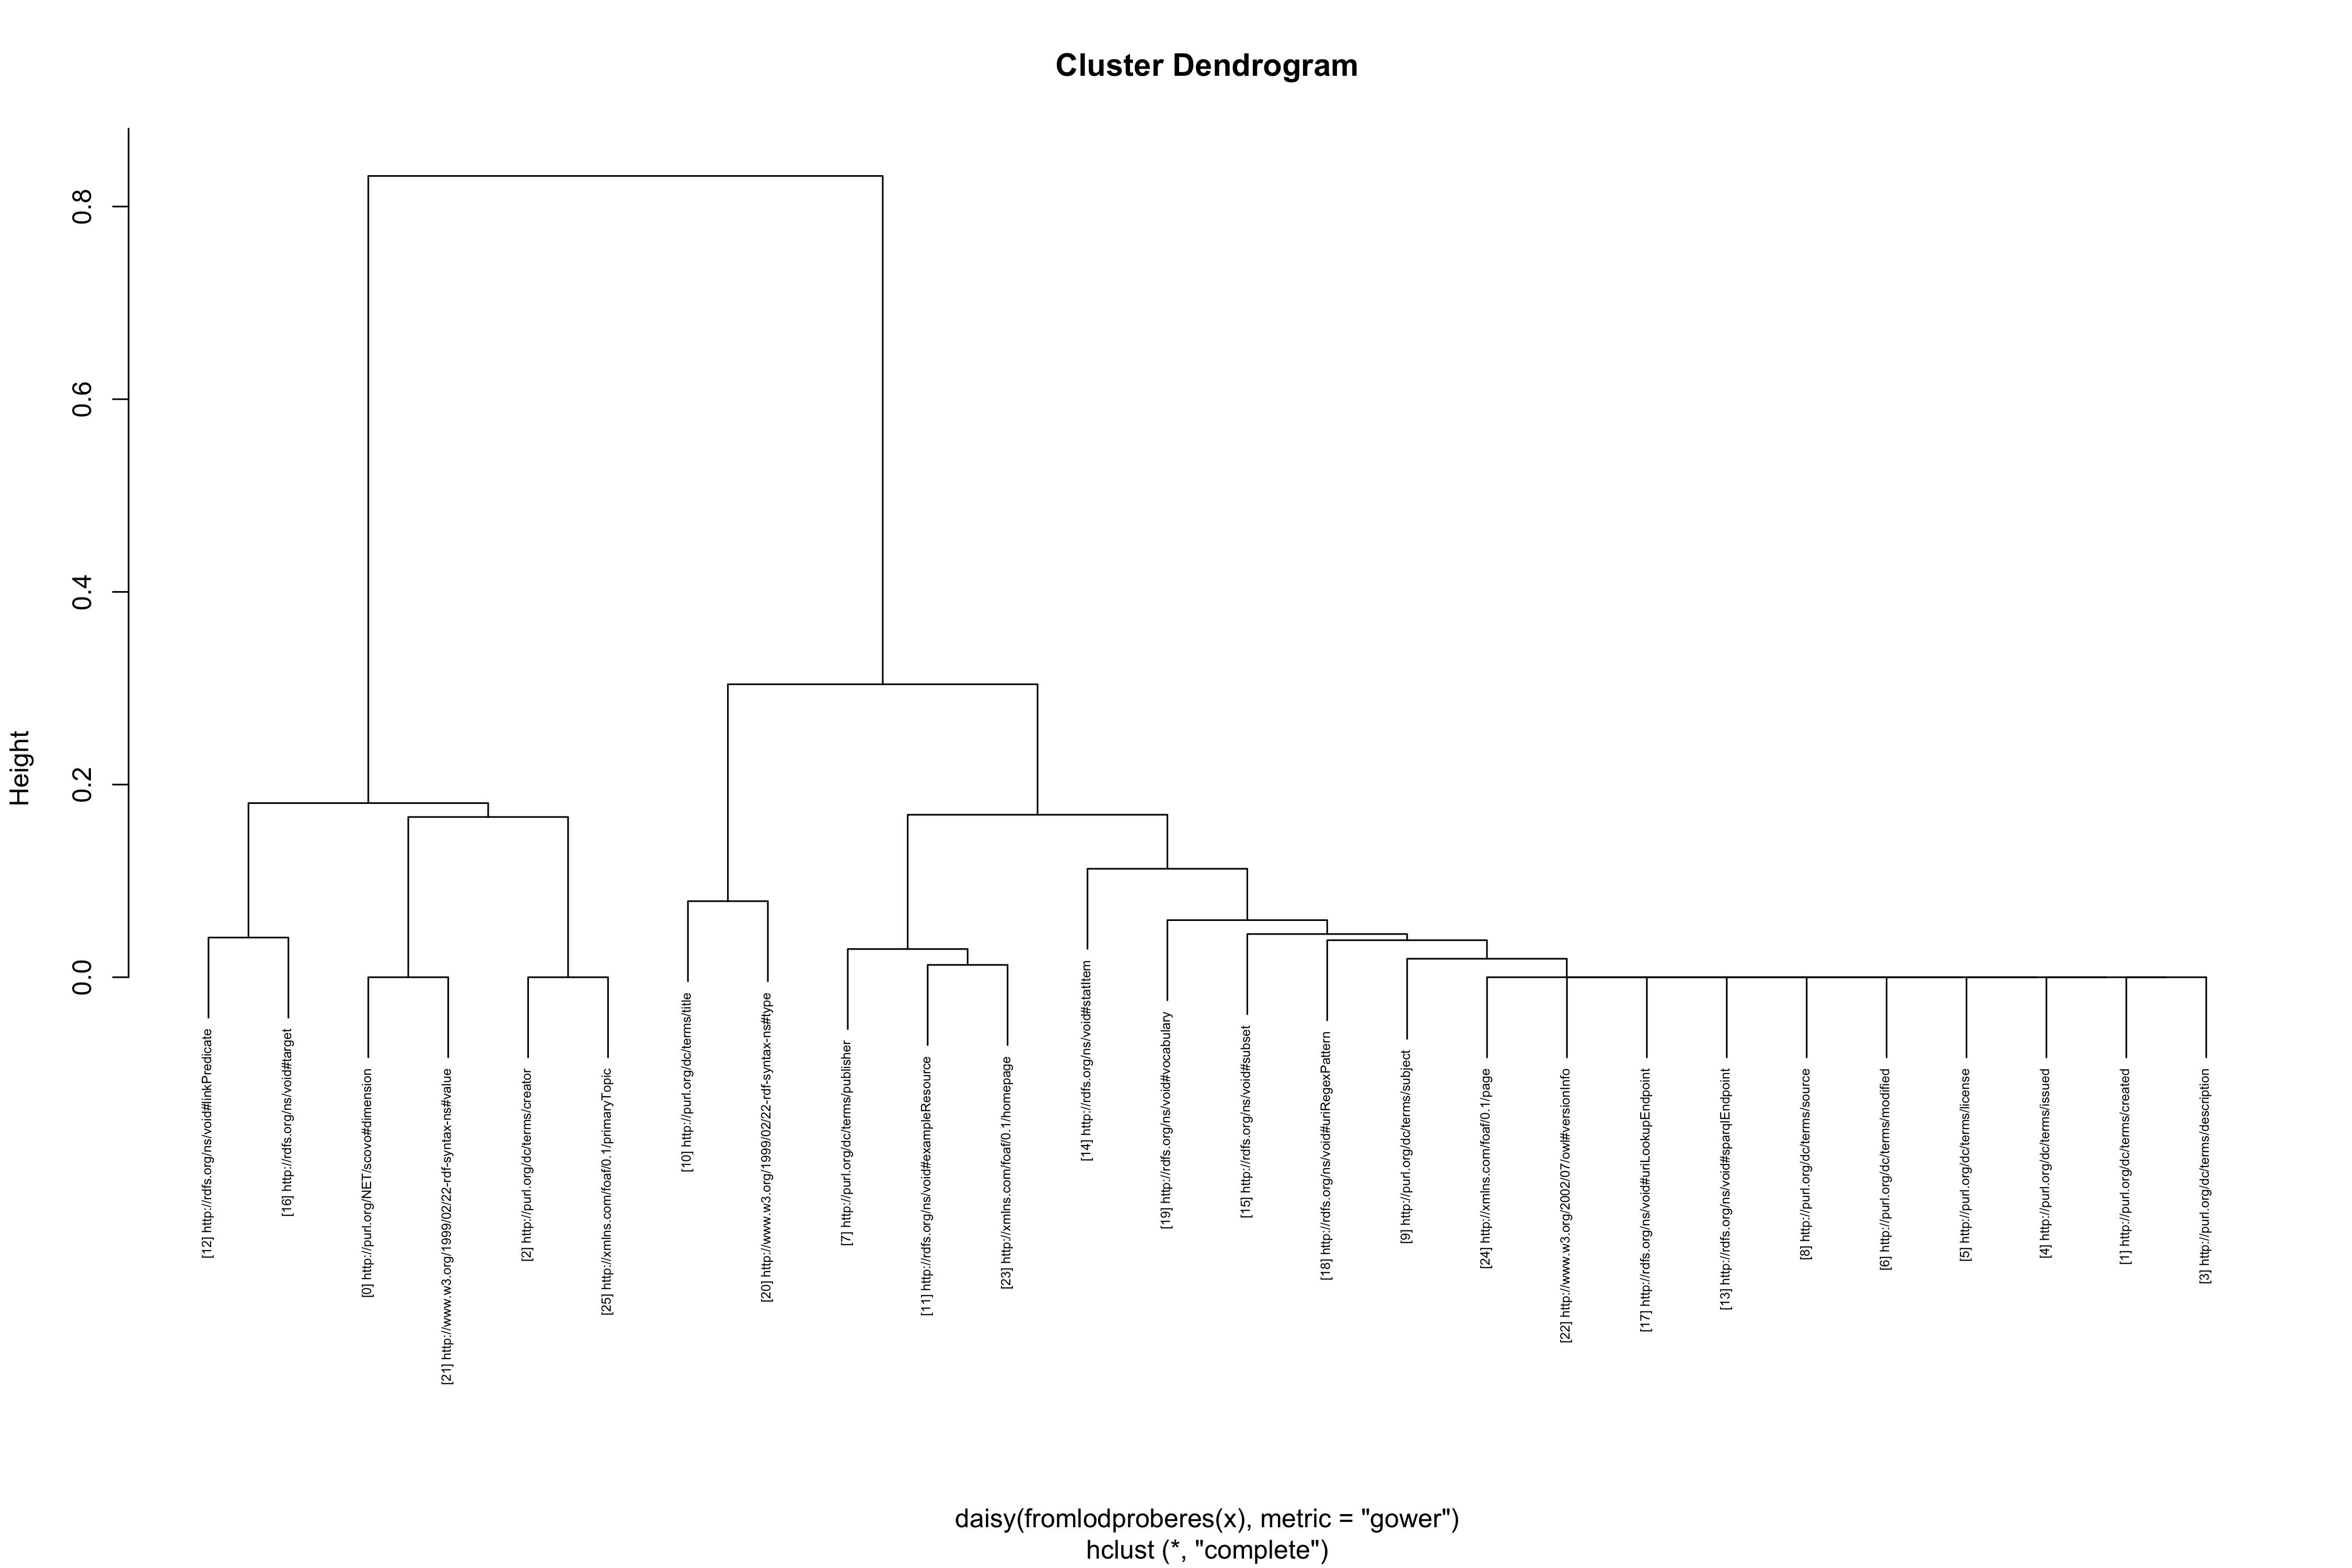 Cluster Dendrogram
Height
0.8
0.6
0.4
0.2
0.0
[12] http://rdfs.org/ns/void#linkPredicate
[16] http://rdfs.org/ns/void#target
[0] http://purl.org/NET/scovo#dimension
[21] http://www.w3.org/1999/02/22-rdf-syntax-ns#value
[2] http://purl.org/dc/terms/creator
[25] http://xmlns.com/foaf/0.1/primaryTopic
[10] http://purl.org/dc/terms/title
[20] http://www.w3.org/1999/02/22-rdf-syntax-ns#type
[7] http://purl.org/dc/terms/publisher
[11] http://rdfs.org/ns/void#exampleResource
[23] http://xmlns.com/foaf/0.1/homepage
[14] http://rdfs.org/ns/void#statItem
[19] http://rdfs.org/ns/void#vocabulary
[15] http://rdfs.org/ns/void#subset
[18] http://rdfs.org/ns/void#uriRegexPattern
[9] http://purl.org/dc/terms/subject
[24] http://xmlns.com/foaf/0.1/page
[22] http://www.w3.org/2002/07/owl#versionInfo
[17] http://rdfs.org/ns/void#uriLookupEndpoint
[13] http://rdfs.org/ns/void#sparqlEndpoint
[8] http://purl.org/dc/terms/source
[6] http://purl.org/dc/terms/modified
[5] http://purl.org/dc/terms/license
[4] http://purl.org/dc/terms/issued
[1] http://purl.org/dc/terms/created
[3] http://purl.org/dc/terms/description
daisy(fromlodproberes(x), metric = "gower")
hclust (*, "complete")